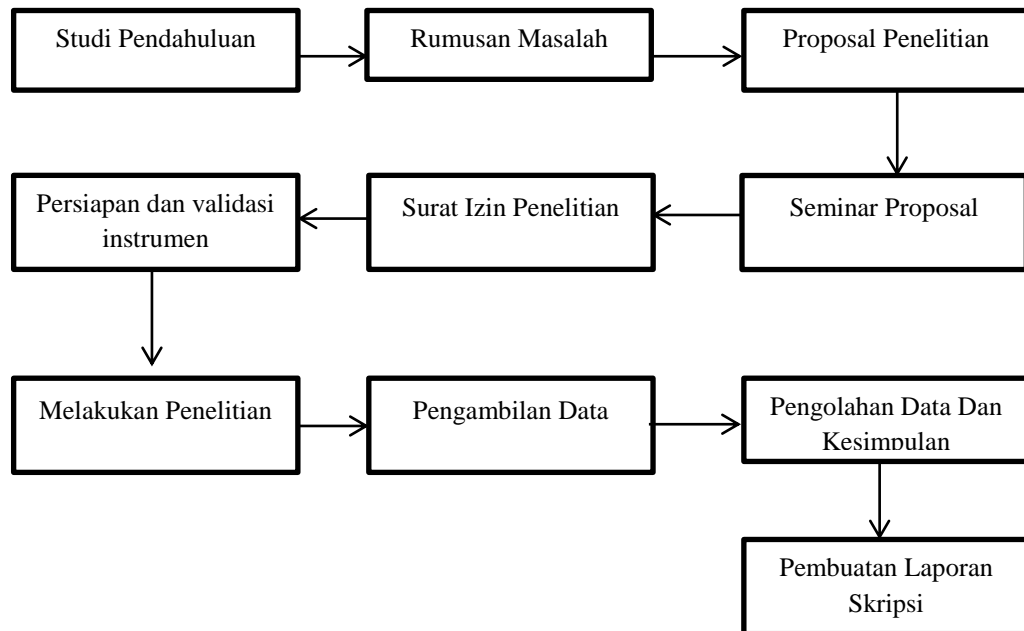 Studi Pendahuluan
Rumusan Masalah
Proposal Penelitian
Seminar Proposal
Surat Izin Penelitian
Persiapan dan validasi
instrumen
Melakukan Penelitian
Pengambilan Data
Pengolahan Data Dan
Kesimpulan
Pembuatan Laporan
Skripsi